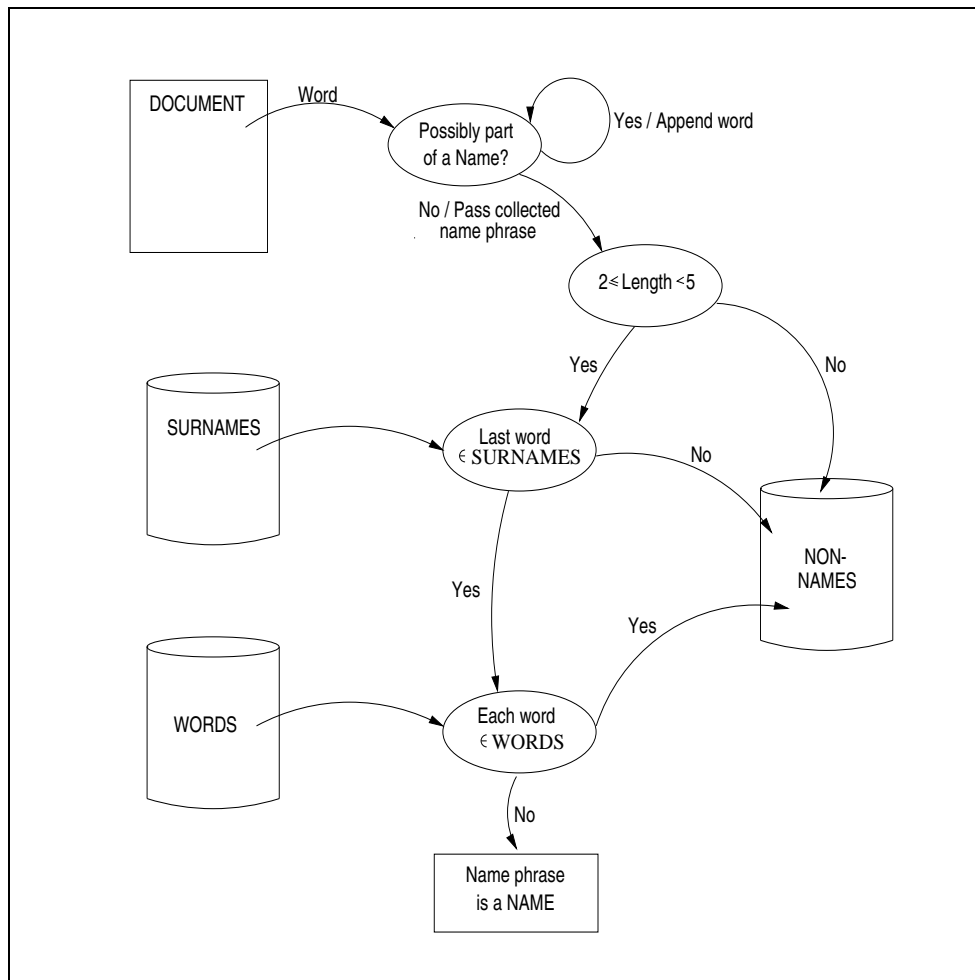 DOCUMENT
Word
Possibly part
of a Name?
Yes / Append word
No / Pass collected
name phrase
2≤ Length <5
Yes
No
SURNAMES
Last word
∈ SURNAMES
No
NON-
NAMES
Yes
Yes
WORDS
Each word
∈ WORDS
No
Name phrase
is a NAME